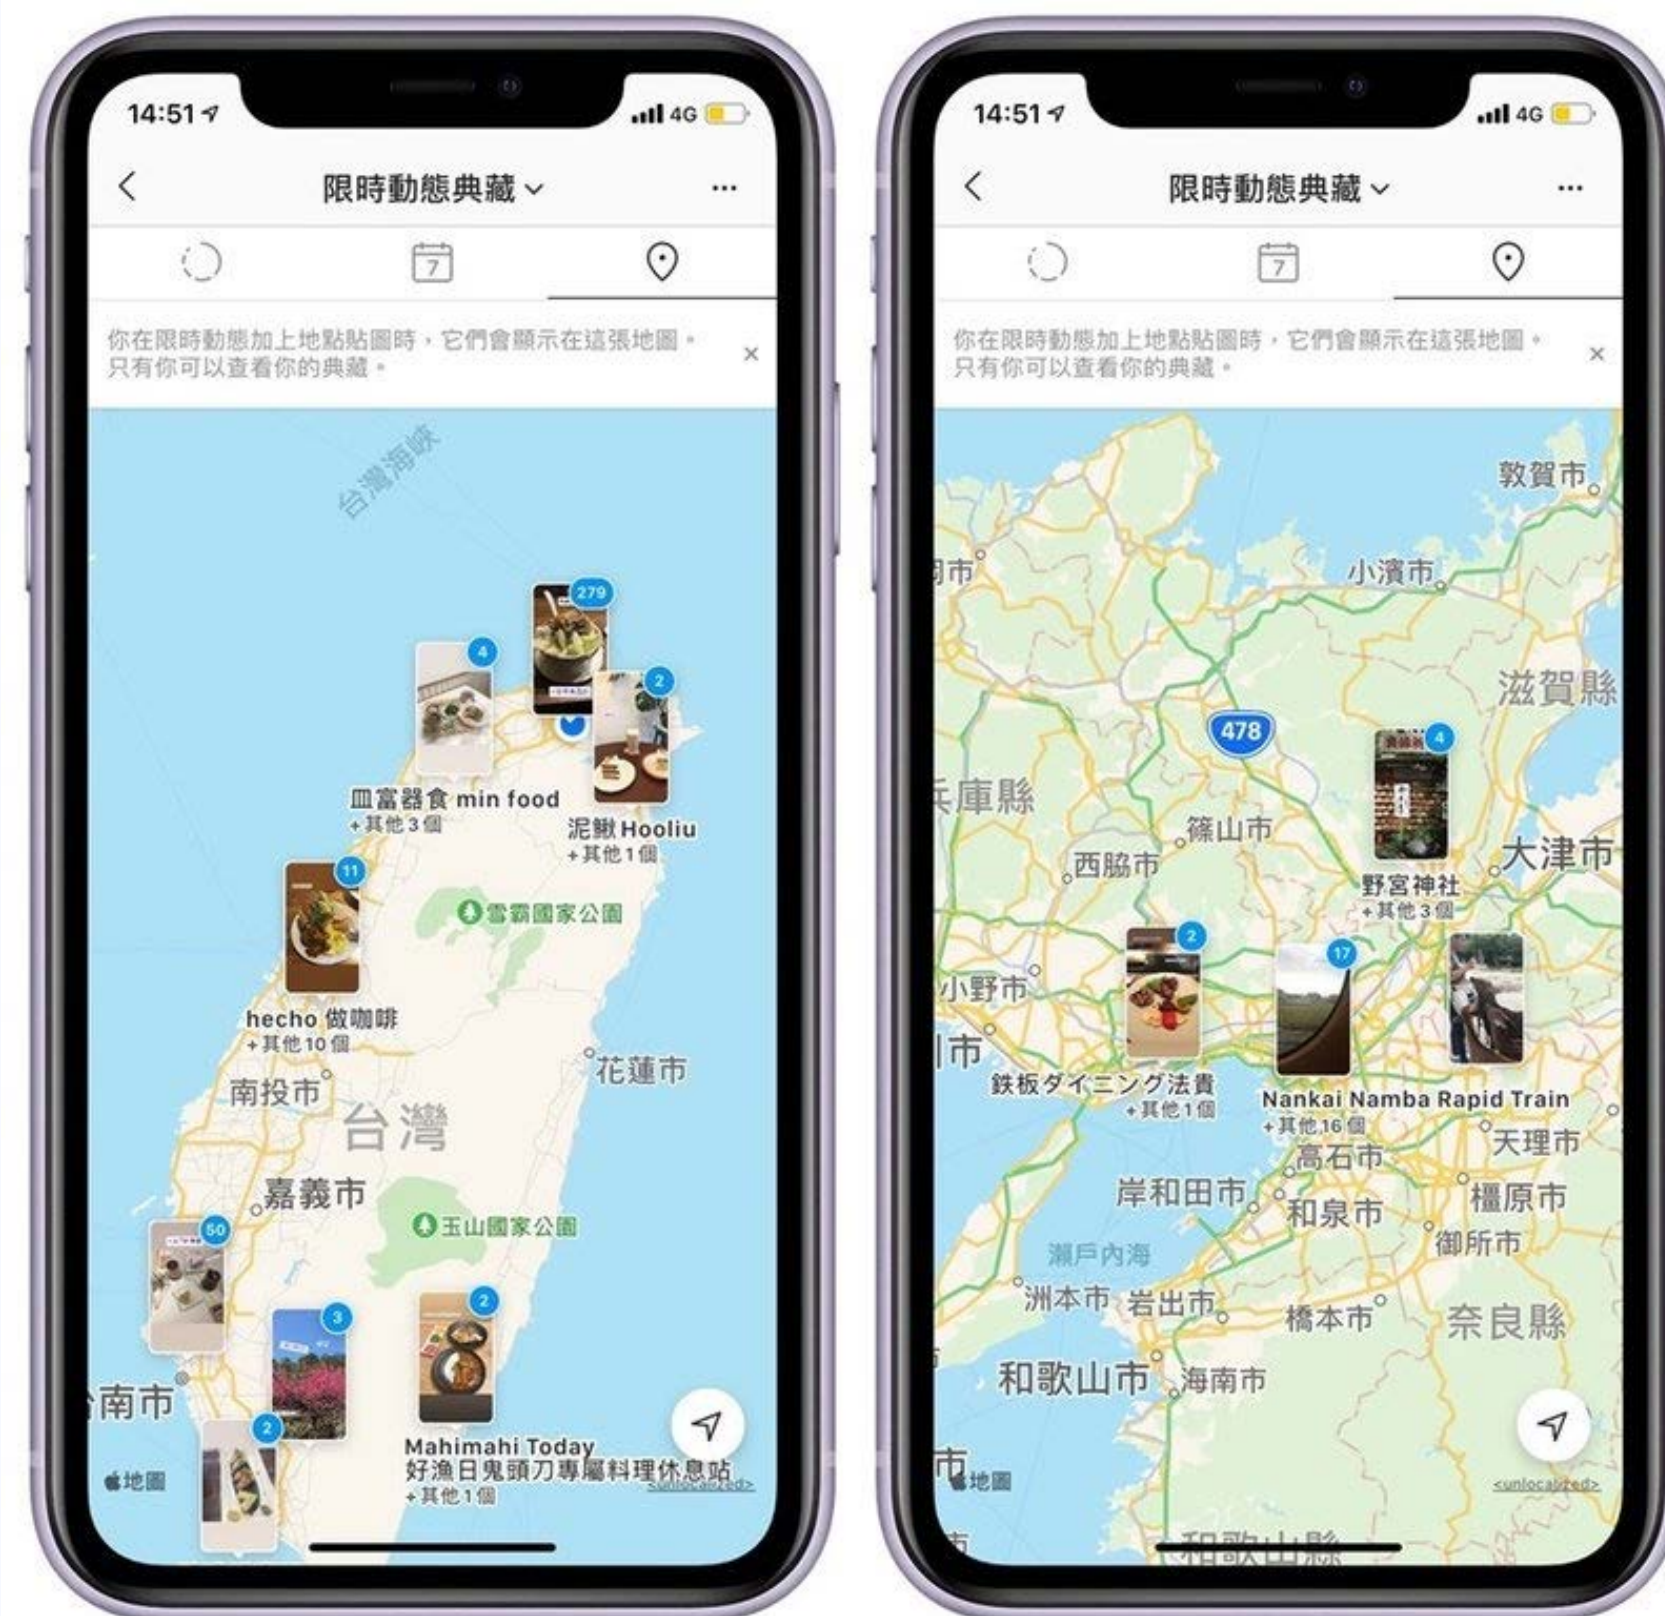 14:51
4G
限時動態典藏
7
你在限時動態加上地點貼圖時，它們會顯示在這張地圖。
只有你可以查看你的典藏。
台灣海峽
279
4
2
皿富器食 min food
+其他 3 個
泥鰍 Hooliu
+其他 1 個
11
雪霸國家公園
hecho 做咖啡
+其他 10 個
花蓮市
南投市
台灣
嘉義市
玉山國家公園
50
3
2
南市
2
Mahimahi Today
好漁日鬼頭刀專屬料理休息站
+其他 1 個
地圖
<unlocalized>
14:51
4G
限時動態典藏
7
你在限時動態加上地點貼圖時，它們會顯示在這張地圖。
只有你可以查看你的典藏。
敦賀市
市
小濱市
滋賀縣
478
4
兵庫縣
篠山市
西脇市
大津市
野宮神社
+其他 3 個
2
17
小野市
市
鉄板ダイニング法貴
+其他 1 個
Nankai Namba Rapid Train
+其他 16 個
天理市
高石市
岸和田市
和泉市
橿原市
御所市
瀨戶內海
洲本市
岩出市
橋本市
奈良縣
和歌山市
海南市
市
地圖
<unlocalized>
和歌山縣
市